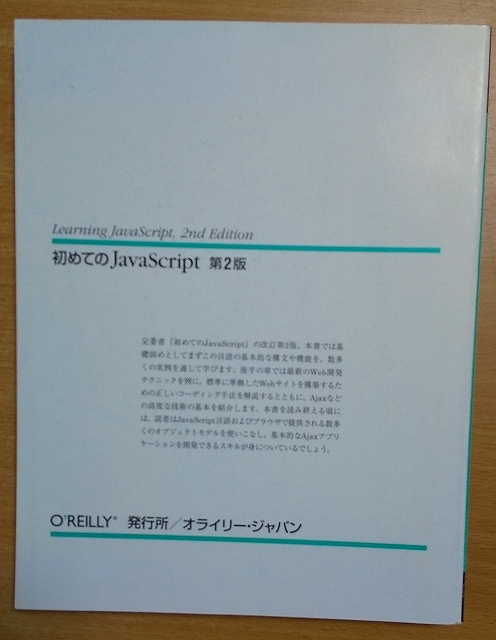 Learning JavaScript, 2nd Edition
初めてのJavaScript 第2版
定番書『初めてのJavaScript』の改訂第2版。本書では基
礎固めとしてまずこの言語の基本的な構文や機能を、数多
くの実例を通して学びます。後半の章では最新のWeb開発
テクニックを例に、標準に準拠したWebサイトを構築するた
めの正しいコーディング手法を解説するとともに、Ajaxなど
の高度な技術の基本を紹介します。本書を読み終える頃に
は、読者はJavaScript言語およびブラウザで提供される数多
くのオブジェクトモデルを使いこなし、基本的なAjaxアプリ
ケーションを開発できるスキルが身についているでしょう。
O'REILLY® 発行所／オライリー・ジャパン